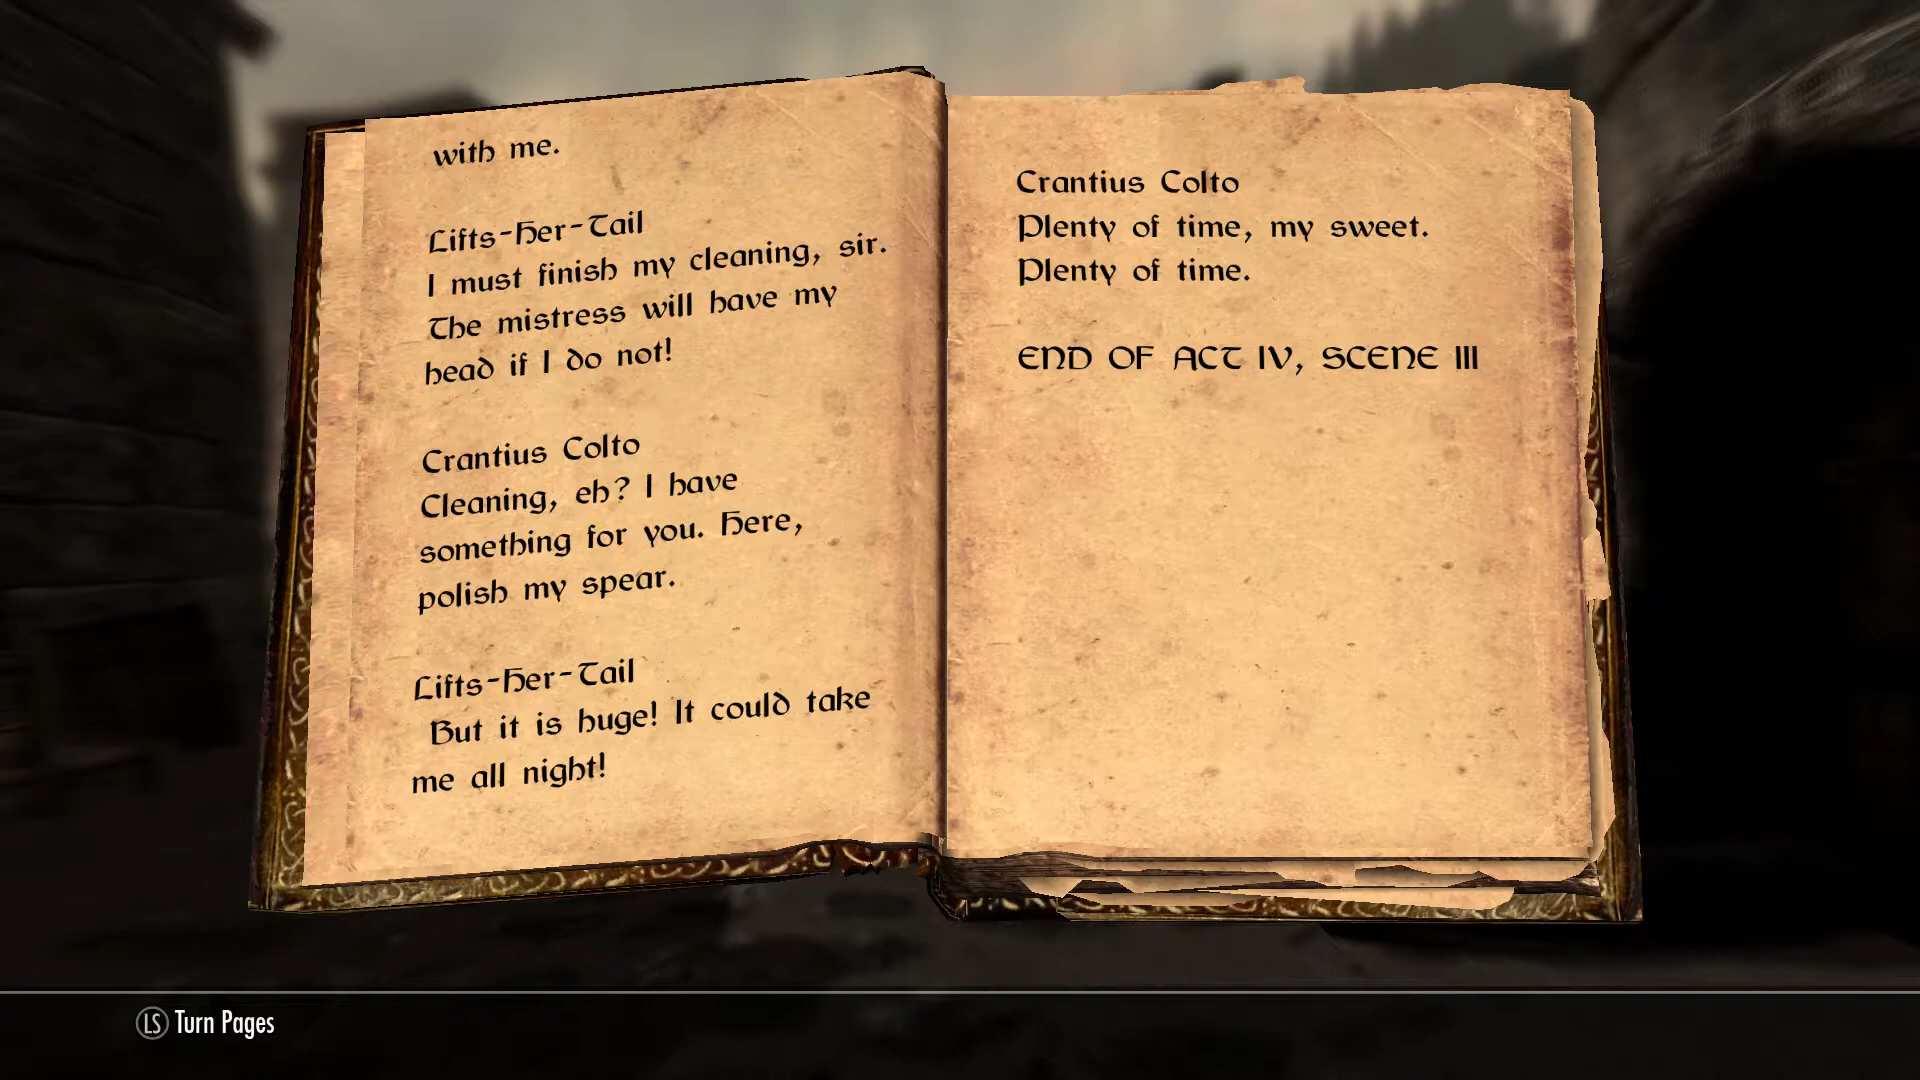 with me.
Lifts-Her-Tail
I must finish my cleaning, sir.
The mistress will have my
head if I do not!
Crantius Colto
Cleaning, eh? I have
something for you. Here,
polish my spear.
Lifts-Her-Tail
But it is huge! It could take
me all night!
Crantius Colto
Plenty of time, my sweet.
Plenty of time.
END OF ACT IV, SCENE III
LS Turn Pages